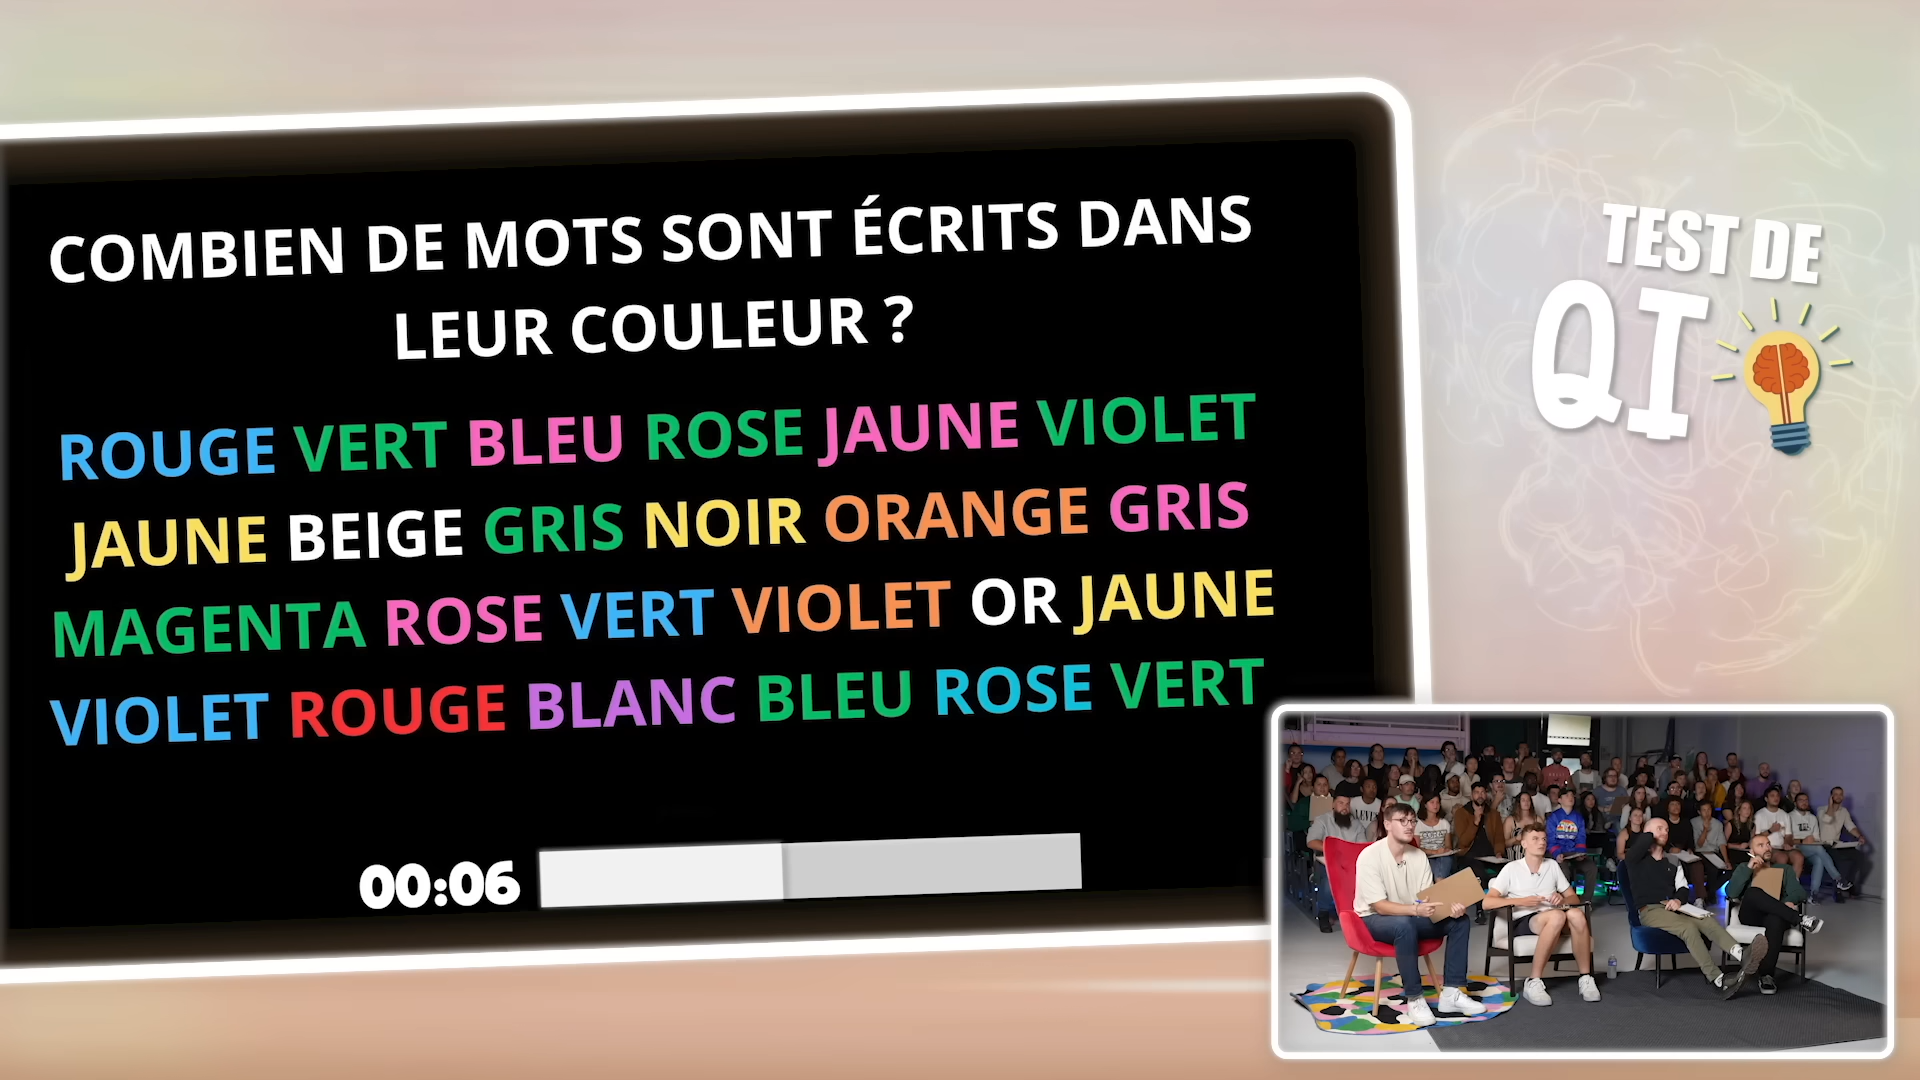 COMBIEN DE MOTS SONT ÉCRITS DANS
LEUR COULEUR ?
ROUGE VERT BLEU ROSE JAUNE VIOLET
JAUNE BEIGE GRIS NOIR ORANGE GRIS
MAGENTA ROSE VERT VIOLET OR JAUNE
VIOLET ROUGE BLANC BLEU ROSE VERT
00:06
TEST DE
QI